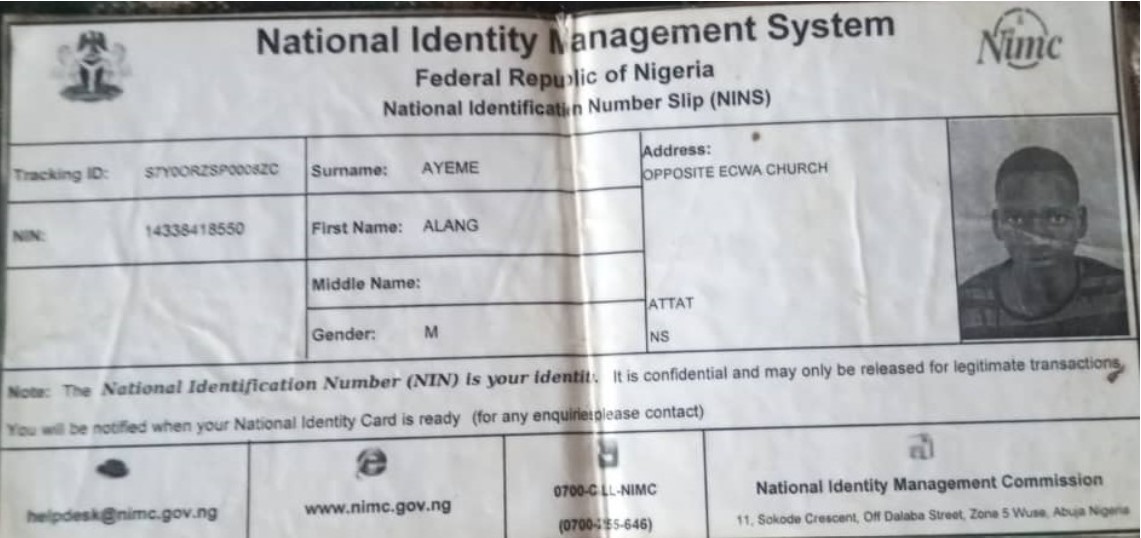 National Identity Management System
Federal Republic of Nigeria
National Identification Number Slip (NINS)
Nimc
Tracking ID: S7Y0ORZSP0008ZC
Surname: AYEME
Address:
OPPOSITE ECWA CHURCH
NIN: 14338418550
First Name: ALANG
Middle Name:
ATTAT
Gender: M
NS
Note: The National Identification Number (NIN) is your identity. It is confidential and may only be released for legitimate transactions.
You will be notified when your National Identity Card is ready (for any enquiries please contact)
helpdesk@nimc.gov.ng
www.nimc.gov.ng
0700-CALL-NIMC
(0700-2255-646)
National Identity Management Commission
11, Sokode Crescent, Off Dalaba Street, Zone 5 Wuse, Abuja Nigeria